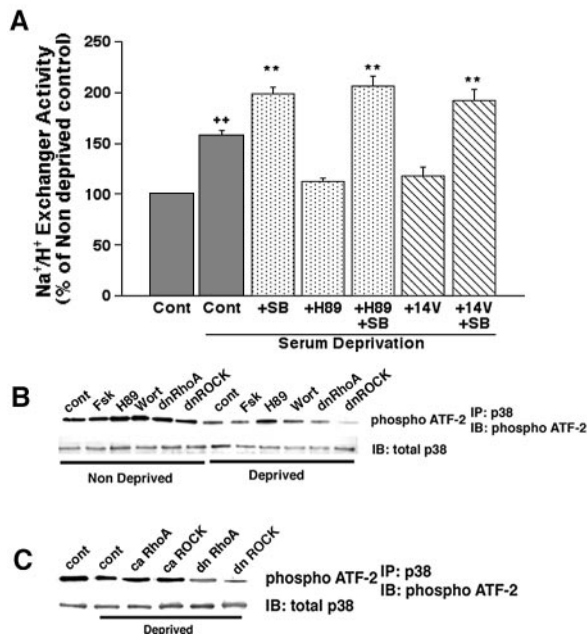 A
Na+/H+ Exchanger Activity
(% of Non deprived control)
250
200
150
100
50
0
++
**
**
**
Cont
Cont
+SB
+H89
+H89
+SB
+14V
+14V
+SB
Serum Deprivation
B
cont
Fsk
H89
Wort
dnRhoA
dnROCK
cont
Fsk
H89
Wort
dnRhoA
dnROCK
phospho ATF-2
IP: p38
IB: phospho ATF-2
IB: total p38
Non Deprived
Deprived
C
cont
cont
ca RhoA
ca ROCK
dn RhoA
dn ROCK
phospho ATF-2
IP: p38
IB: phospho ATF-2
IB: total p38
Deprived